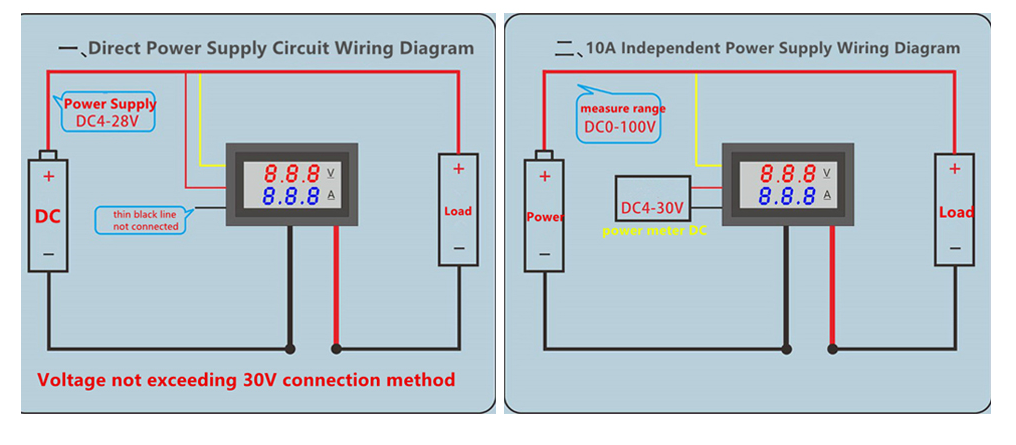 一、Direct Power Supply Circuit Wiring Diagram
Power Supply
DC4-28V
8.8.8 V
8.8.8 A
+
DC
−
thin black line
not connected
+
Load
−
Voltage not exceeding 30V connection method
二、10A Independent Power Supply Wiring Diagram
measure range
DC0-100V
8.8.8 V
8.8.8 A
+
Power
−
DC4-30V
power meter DC
+
Load
−